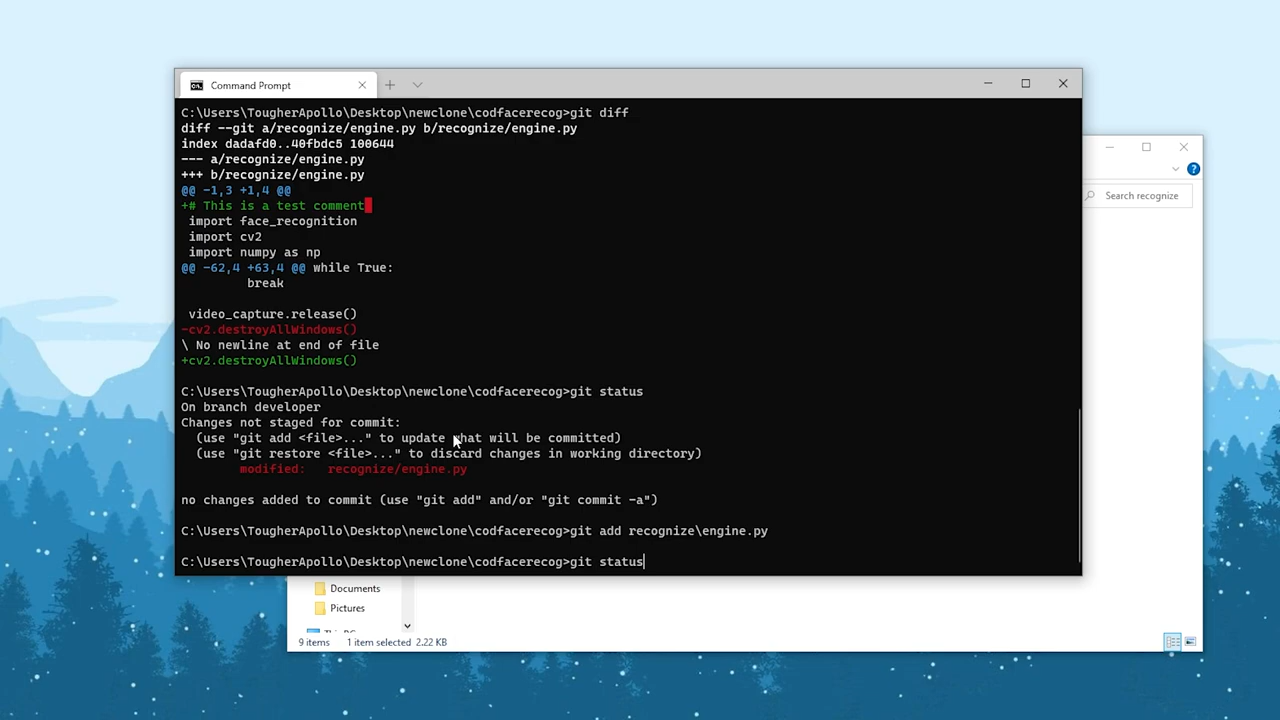 Command Prompt
C:\Users\TougherApollo\Desktop\newclone\codfacerecog>git diff
diff --git a/recognize/engine.py b/recognize/engine.py
index dadafd0..40fbdc5 100644
--- a/recognize/engine.py
+++ b/recognize/engine.py
@@ -1,3 +1,4 @@
+# This is a test comment
 import face_recognition
 import cv2
 import numpy as np
@@ -62,4 +63,4 @@ while True:
         break
 video_capture.release()
-cv2.destroyAllWindows()
\ No newline at end of file
+cv2.destroyAllWindows()
C:\Users\TougherApollo\Desktop\newclone\codfacerecog>git status
On branch developer
Changes not staged for commit:
  (use "git add <file>..." to update what will be committed)
  (use "git restore <file>..." to discard changes in working directory)
        modified:   recognize/engine.py
no changes added to commit (use "git add" and/or "git commit -a")
C:\Users\TougherApollo\Desktop\newclone\codfacerecog>git add recognize\engine.py
C:\Users\TougherApollo\Desktop\newclone\codfacerecog>git status
Search recognize
Documents
Pictures
9 items 1 item selected 2.22 KB